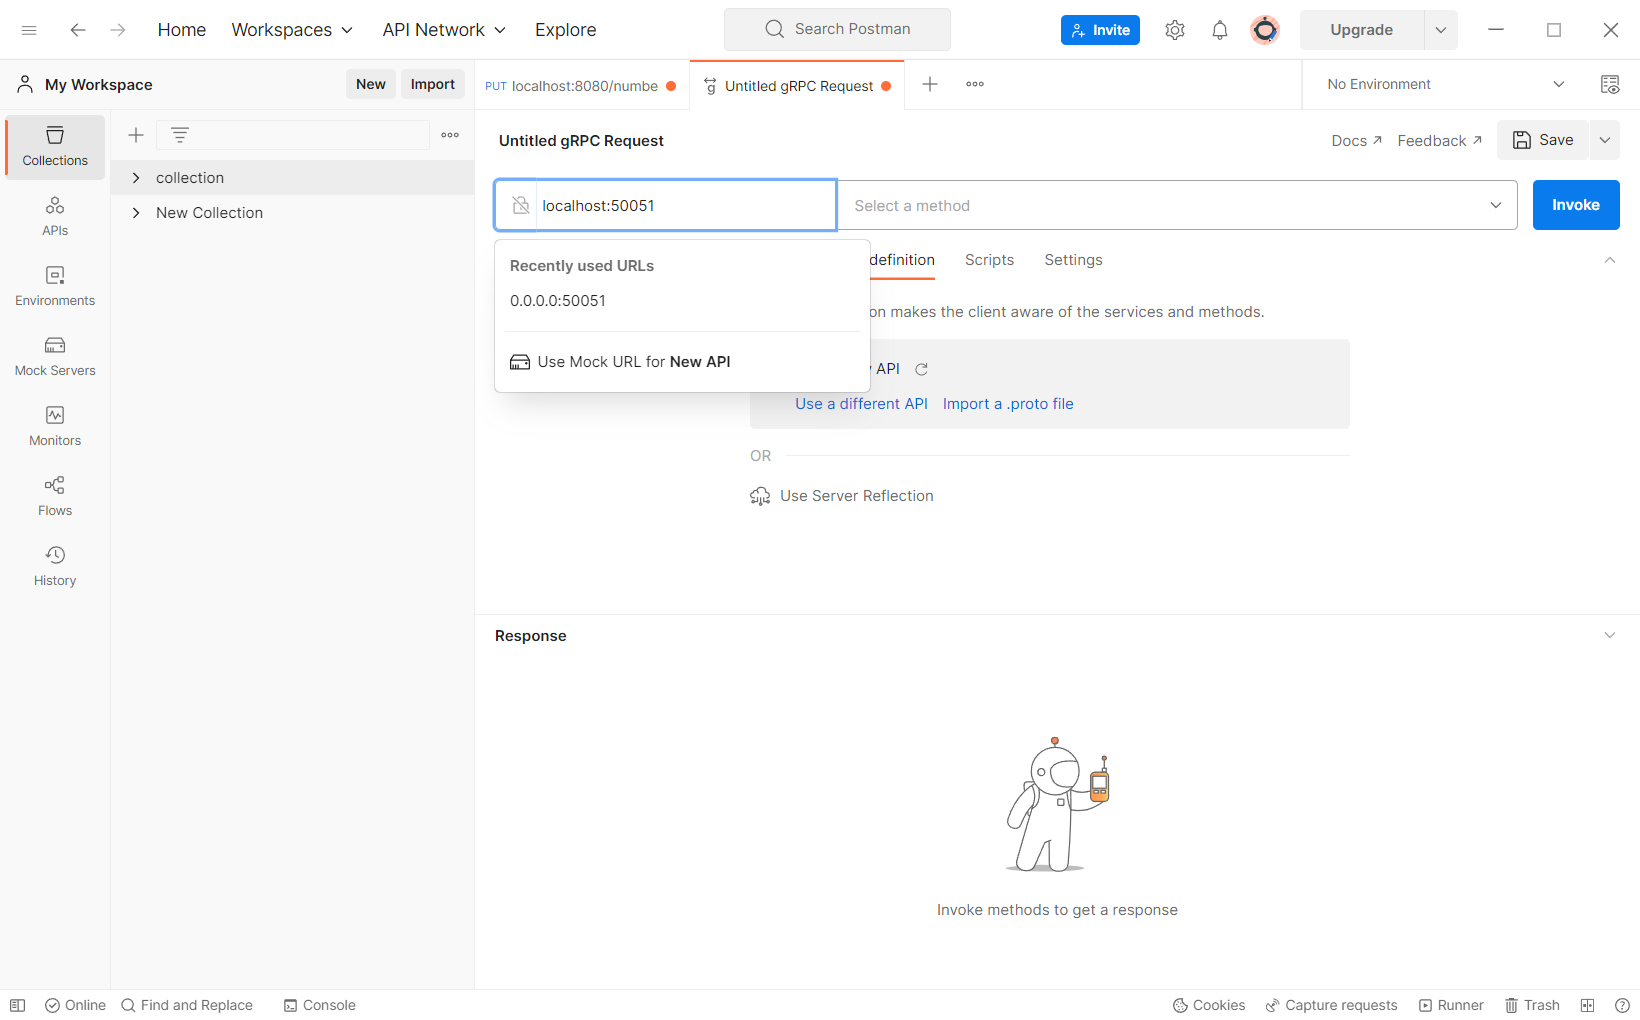 Home Workspaces API Network Explore Search Postman Invite Upgrade
My Workspace New Import PUT localhost:8080/numbe Untitled gRPC Request No Environment
Collections
APIs
Environments
Mock Servers
Monitors
Flows
History
collection
New Collection
Untitled gRPC Request Docs Feedback Save
localhost:50051 Select a method Invoke
Recently used URLs
0.0.0.0:50051
Use Mock URL for New API
definition Scripts Settings
on makes the client aware of the services and methods.
API
Use a different API Import a .proto file
OR
Use Server Reflection
Response
Invoke methods to get a response
Online Find and Replace Console Cookies Capture requests Runner Trash